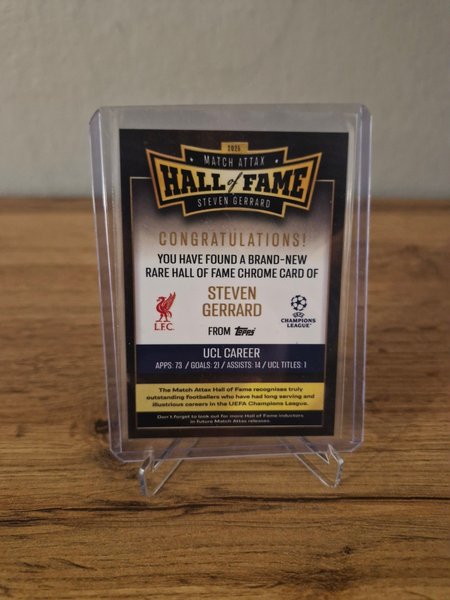 2025
MATCH ATTAX
HALL of FAME
STEVEN GERRARD
CONGRATULATIONS!
YOU HAVE FOUND A BRAND-NEW
RARE HALL OF FAME CHROME CARD OF
STEVEN
GERRARD
L.F.C.
CHAMPIONS
LEAGUE
FROM Topps
UCL CAREER
APPS: 73 / GOALS: 21 / ASSISTS: 14 / UCL TITLES: 1
The Match Attax Hall of Fame recognises truly
outstanding footballers who have had long serving and
illustrious careers in the UEFA Champions League.
Don't forget to look out for more Hall of Fame inductors
in future Match Attax releases.